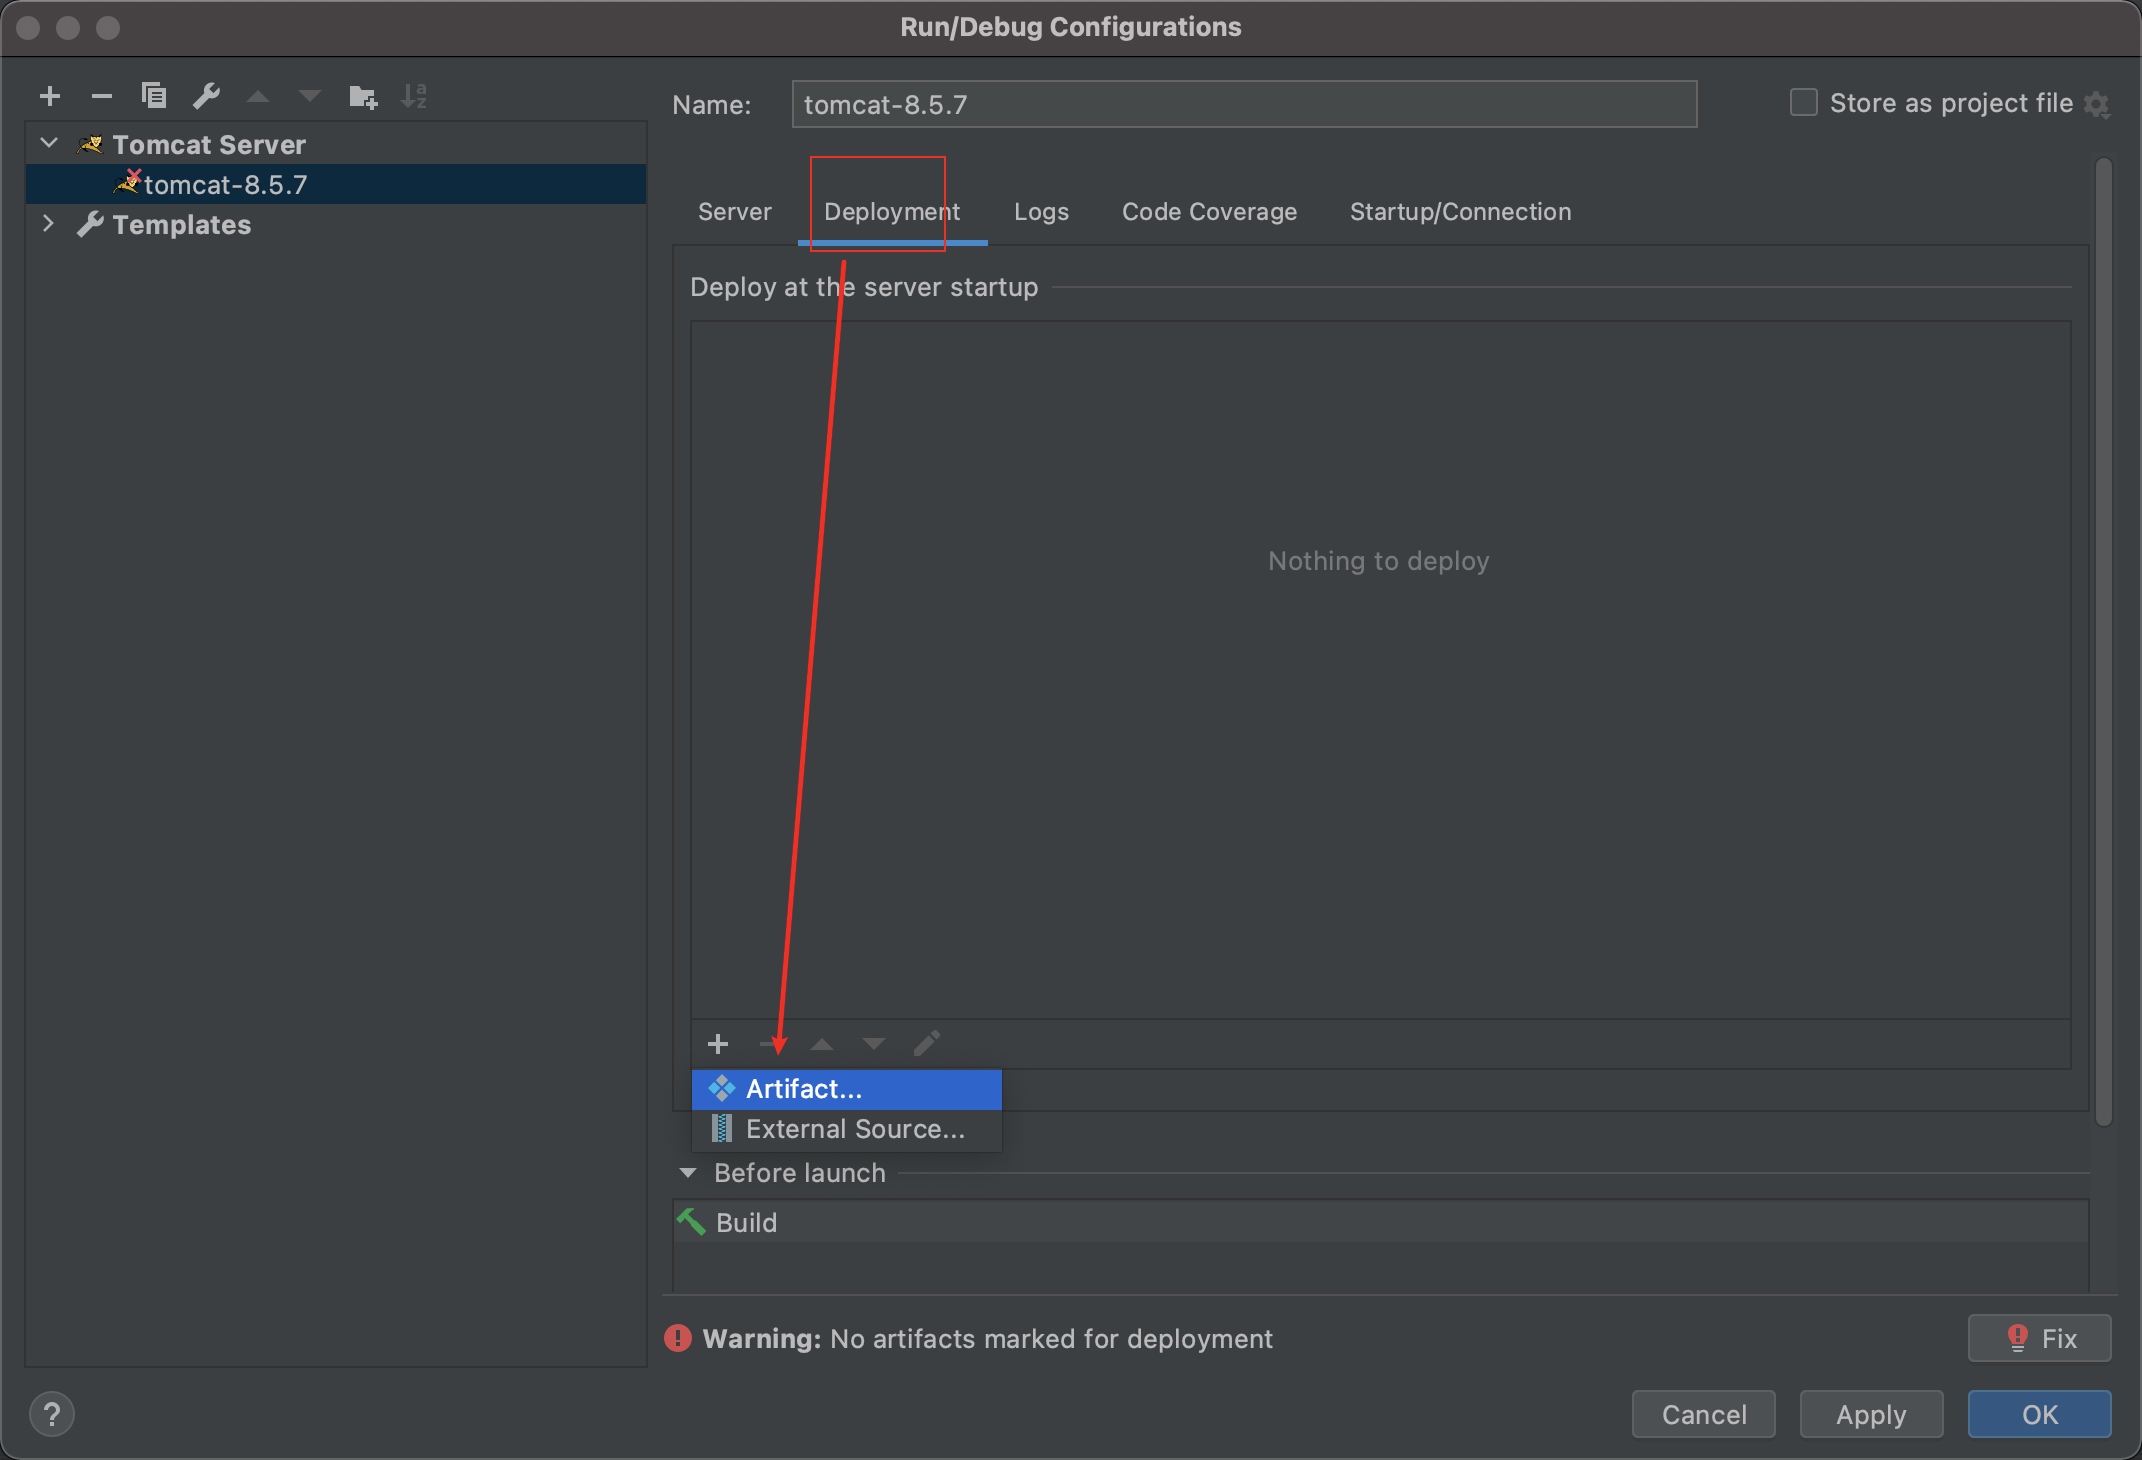 Run/Debug Configurations
Name: tomcat-8.5.7 Store as project file
Tomcat Server
tomcat-8.5.7
Templates
Server Deployment Logs Code Coverage Startup/Connection
Deploy at the server startup
Nothing to deploy
Artifact...
External Source...
Before launch
Build
Warning: No artifacts marked for deployment
Fix
? Cancel Apply OK